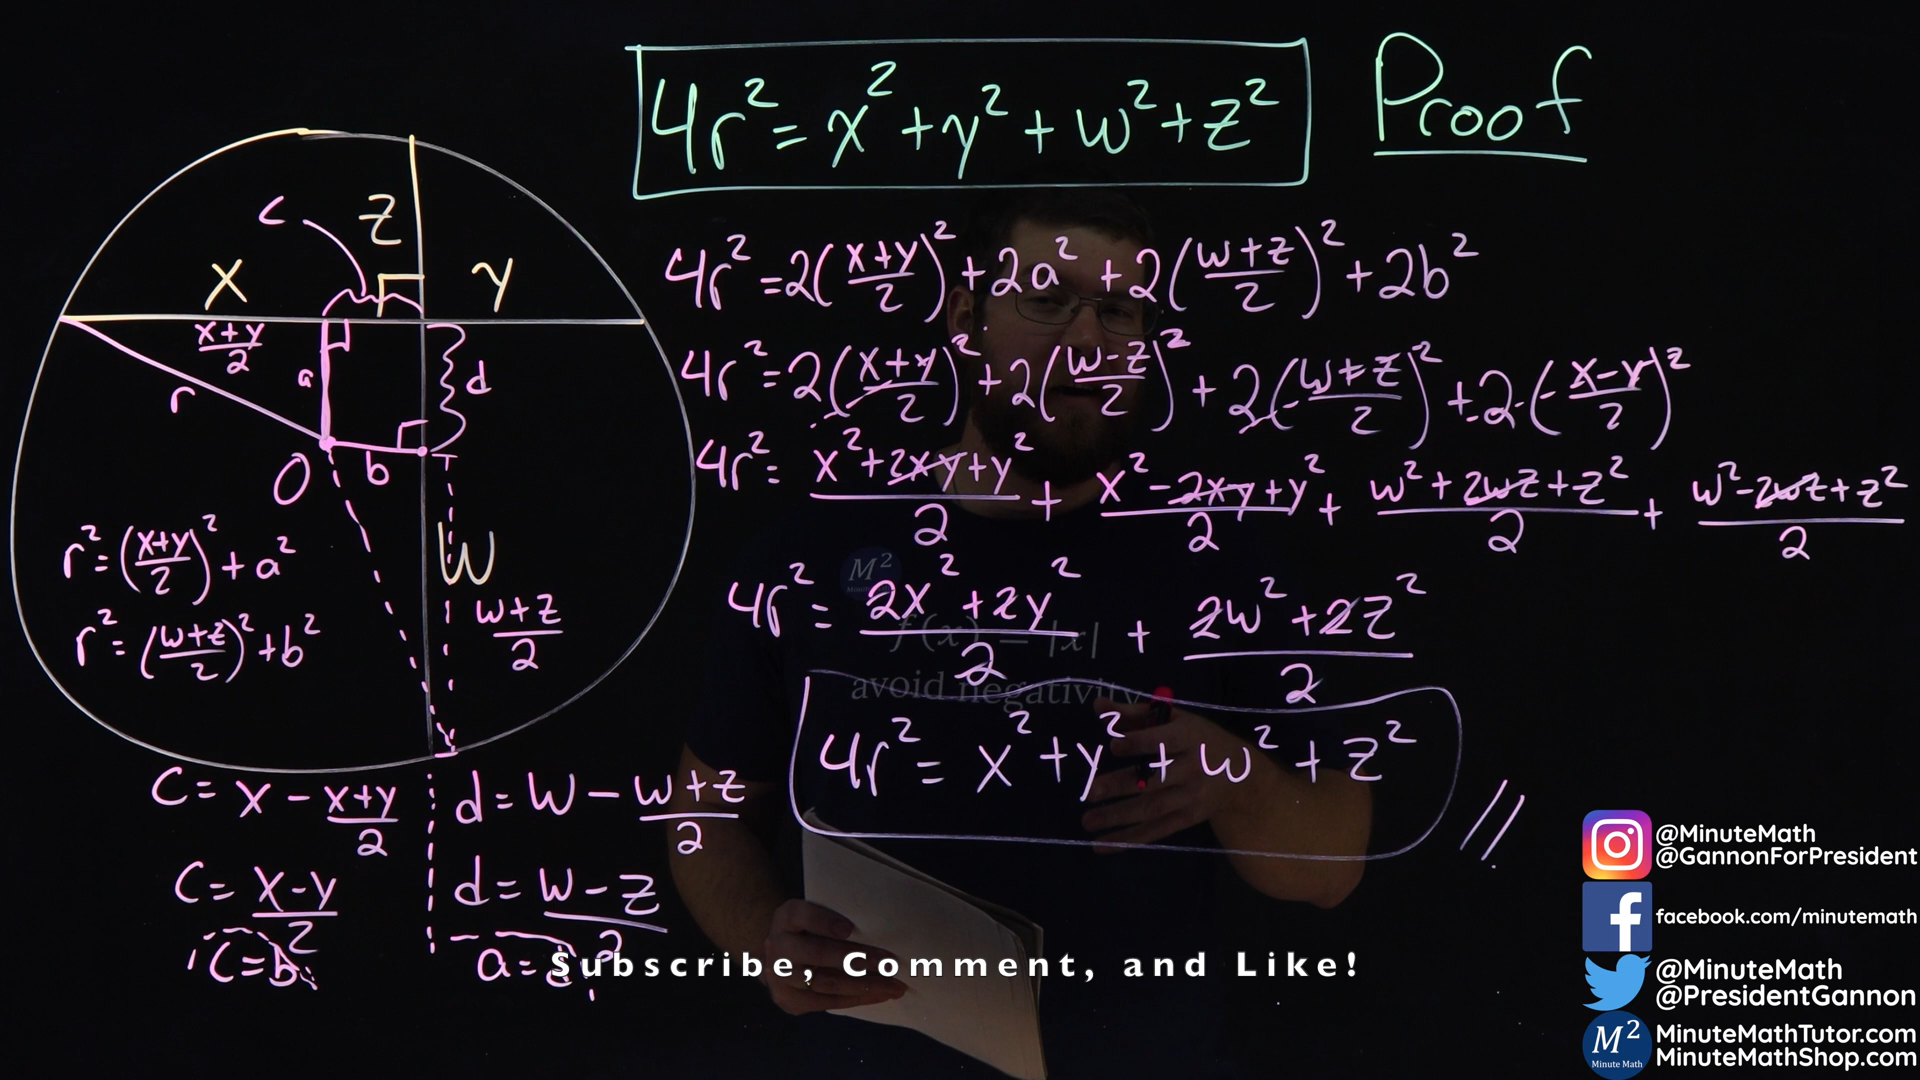 4r² = x² + y² + w² + z²
Proof
C
Z
X
Y
x+y/2
a
d
r
b
O
W
w+z/2
r² = (x+y/2)² + a²
r² = (w+z/2)² + b²
C = x - x+y/2
C = x-y/2
C = b
d = w - w+z/2
d = w-z/2
a = d
4r² = 2(x+y/2)² + 2a² + 2(w+z/2)² + 2b²
4r² = 2(x+y/2)² + 2(w-z/2)² + 2(w+z/2)² + 2(x-y/2)²
4r² = x²+2xy+y²/2 + x²-2xy+y²/2 + w²+2wz+z²/2 + w²-2wz+z²/2
4r² = 2x²+2y²/2 + 2w²+2z²/2
4r² = x² + y² + w² + z² //
M²
f(x) = |x|
avoid negativity
Subscribe, Comment, and Like!
@MinuteMath
@GannonForPresident
facebook.com/minutemath
@MinuteMath
@PresidentGannon
M²
Minute Math
MinuteMathTutor.com
MinuteMathShop.com